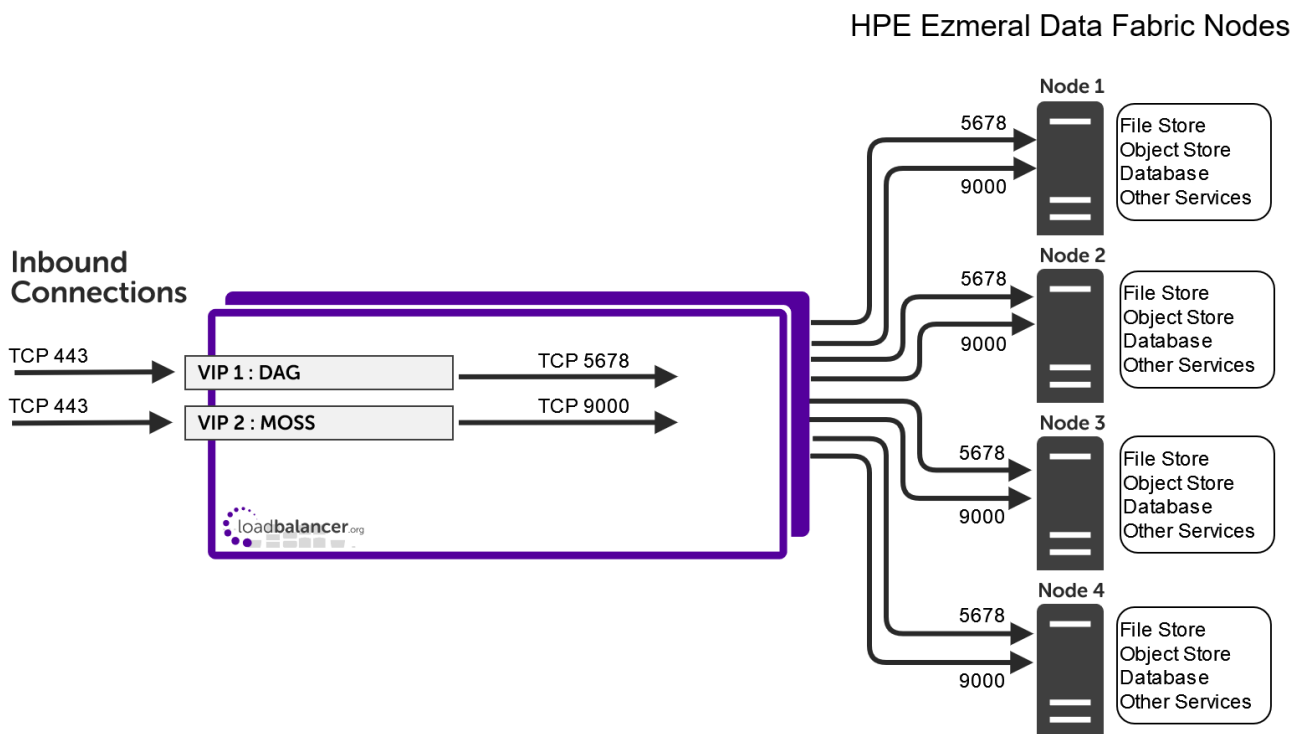 HPE Ezmeral Data Fabric Nodes
Node 1
5678
9000
File Store
Object Store
Database
Other Services
Node 2
5678
9000
File Store
Object Store
Database
Other Services
Inbound
Connections
TCP 443
VIP 1 : DAG
TCP 5678
TCP 443
VIP 2 : MOSS
TCP 9000
loadbalancer.org
Node 3
5678
9000
File Store
Object Store
Database
Other Services
Node 4
5678
9000
File Store
Object Store
Database
Other Services